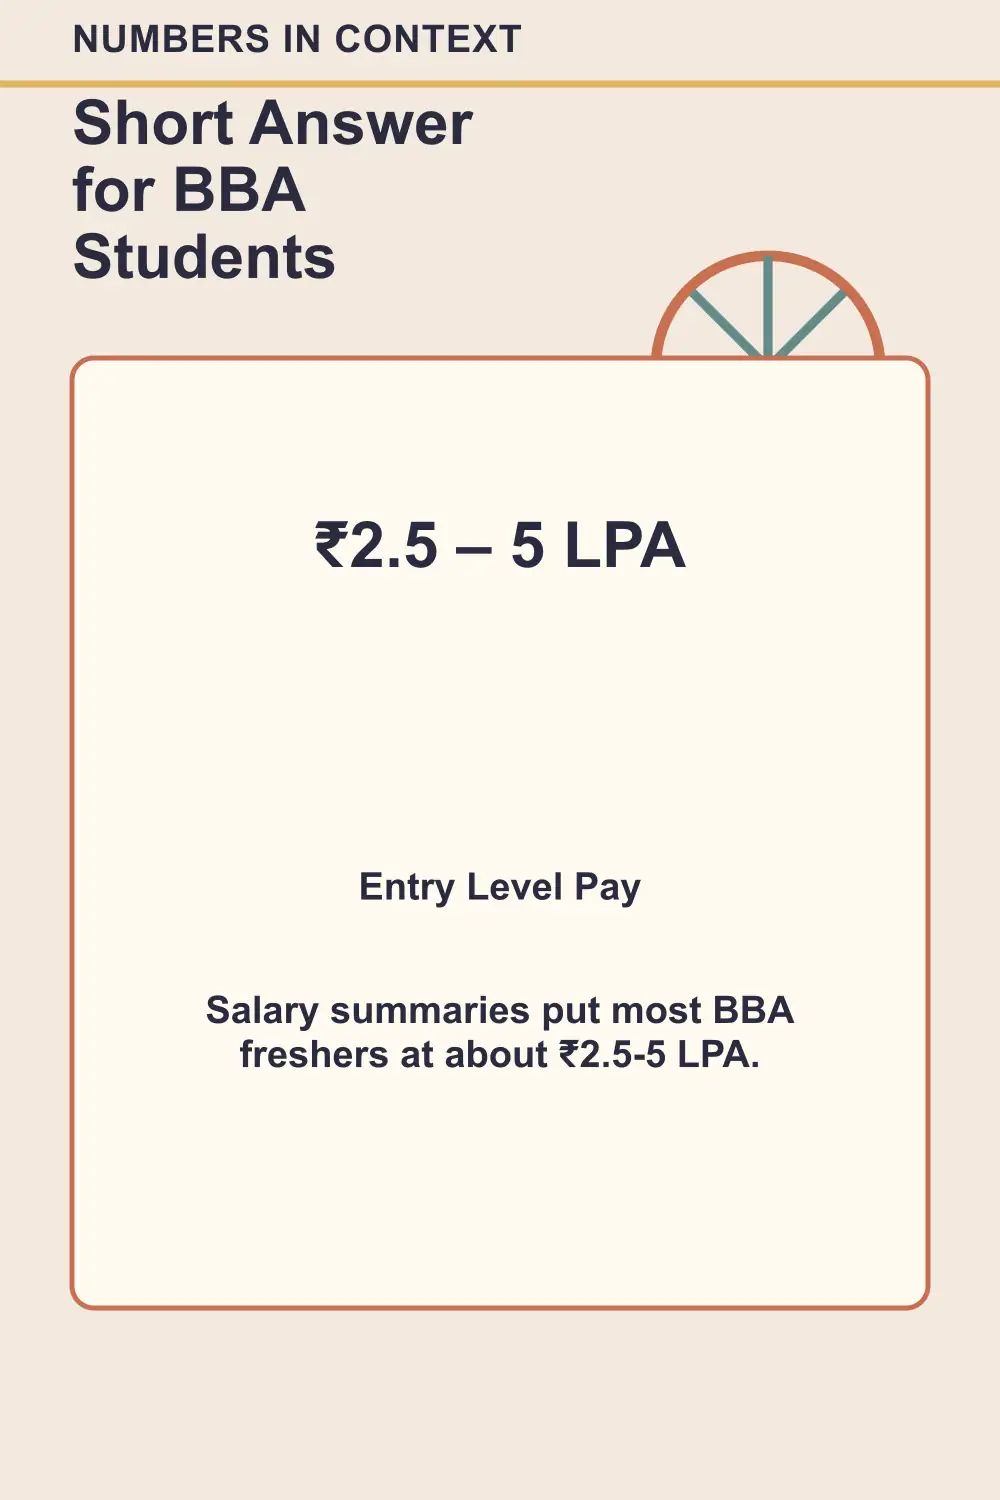 NUMBERS IN CONTEXT
Short Answer
for BBA
Students
₹2.5 – 5 LPA
Entry Level Pay
Salary summaries put most BBA
freshers at about ₹2.5-5 LPA.